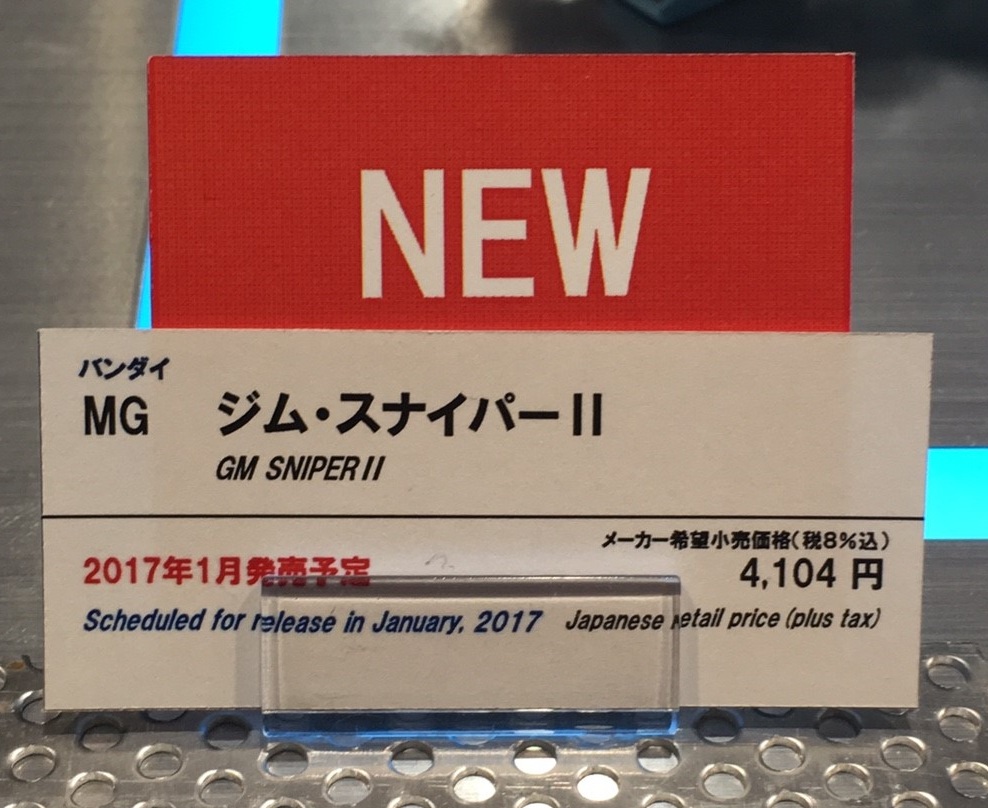 NEW
バンダイ
MG ジム・スナイパーII
GM SNIPER II
メーカー希望小売価格(税8%込)
2017年1月発売予定 4,104 円
Scheduled for release in January, 2017 Japanese retail price (plus tax)